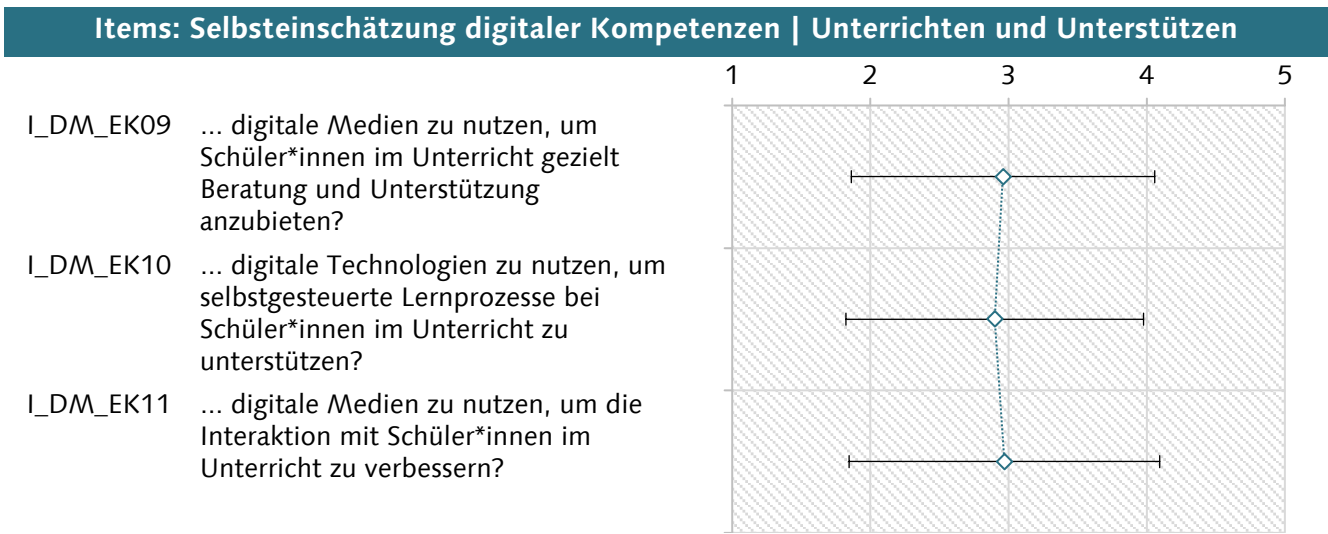 Items: Selbsteinschätzung digitaler Kompetenzen | Unterrichten und Unterstützen
1 2 3 4 5
I_DM_EK09 ... digitale Medien zu nutzen, um
Schüler*innen im Unterricht gezielt
Beratung und Unterstützung
anzubieten?
I_DM_EK10 ... digitale Technologien zu nutzen, um
selbstgesteuerte Lernprozesse bei
Schüler*innen im Unterricht zu
unterstützen?
I_DM_EK11 ... digitale Medien zu nutzen, um die
Interaktion mit Schüler*innen im
Unterricht zu verbessern?